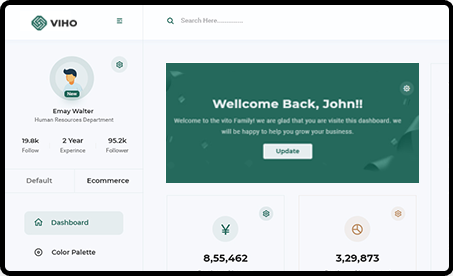 VIHO
Search Here..............
New
Emay Walter
Human Resources Department
19.8k
Follow
2 Year
Experince
95.2k
Follower
Default
Ecommerce
Dashboard
Color Palette
Wellcome Back, John!!
Welcome to the vito Family! we are glad that you are visite this dashboard. we
will be happy to help you grow your business.
Update
¥
8,55,462
3,29,873